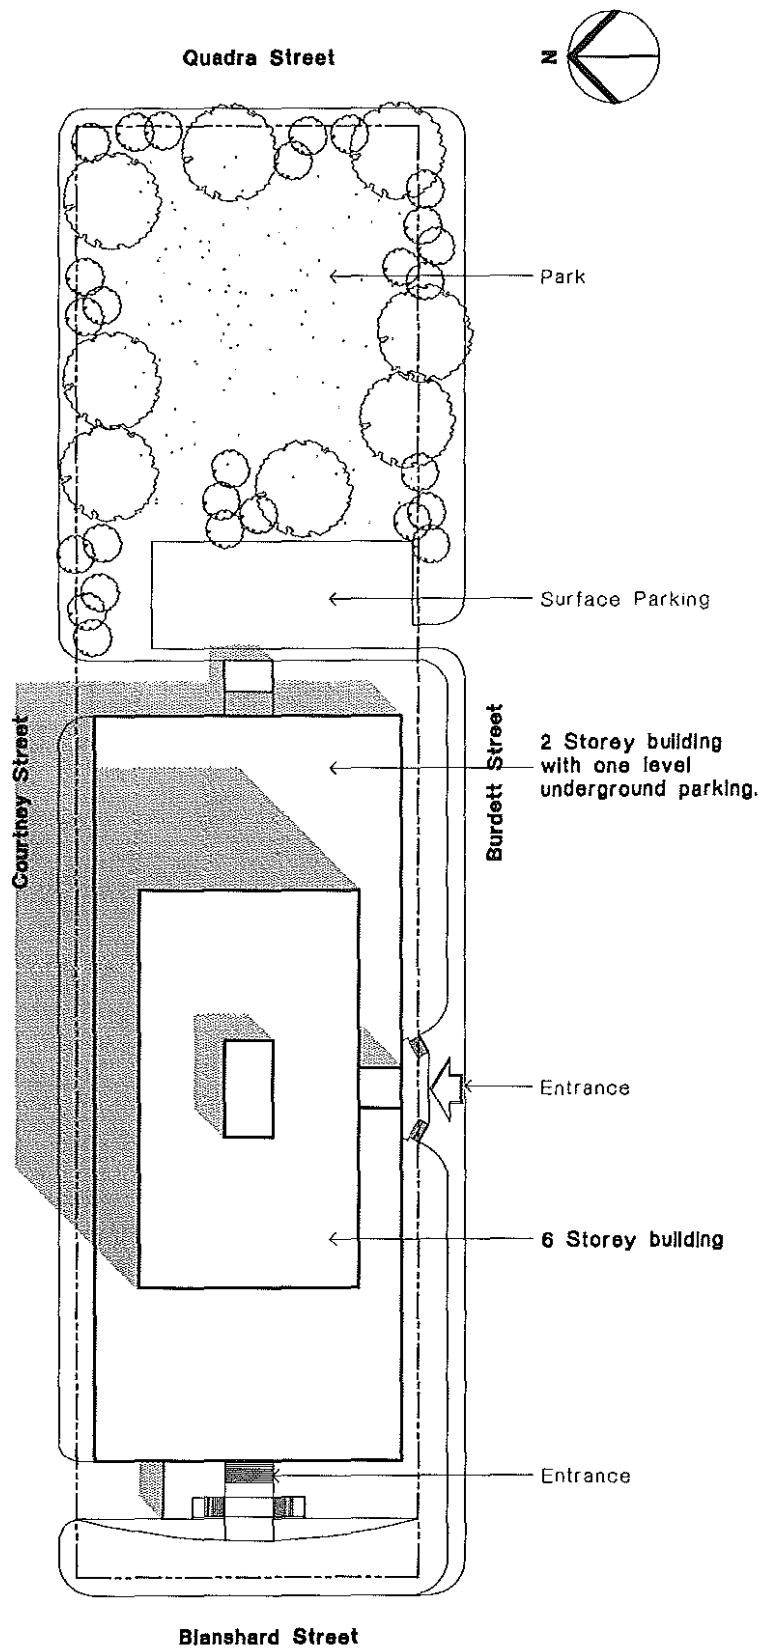 Quadra Street
N
Park
Surface Parking
Courtney Street
Burdett Street
2 Storey building
with one level
underground parking.
Entrance
6 Storey building
Entrance
Blanshard Street